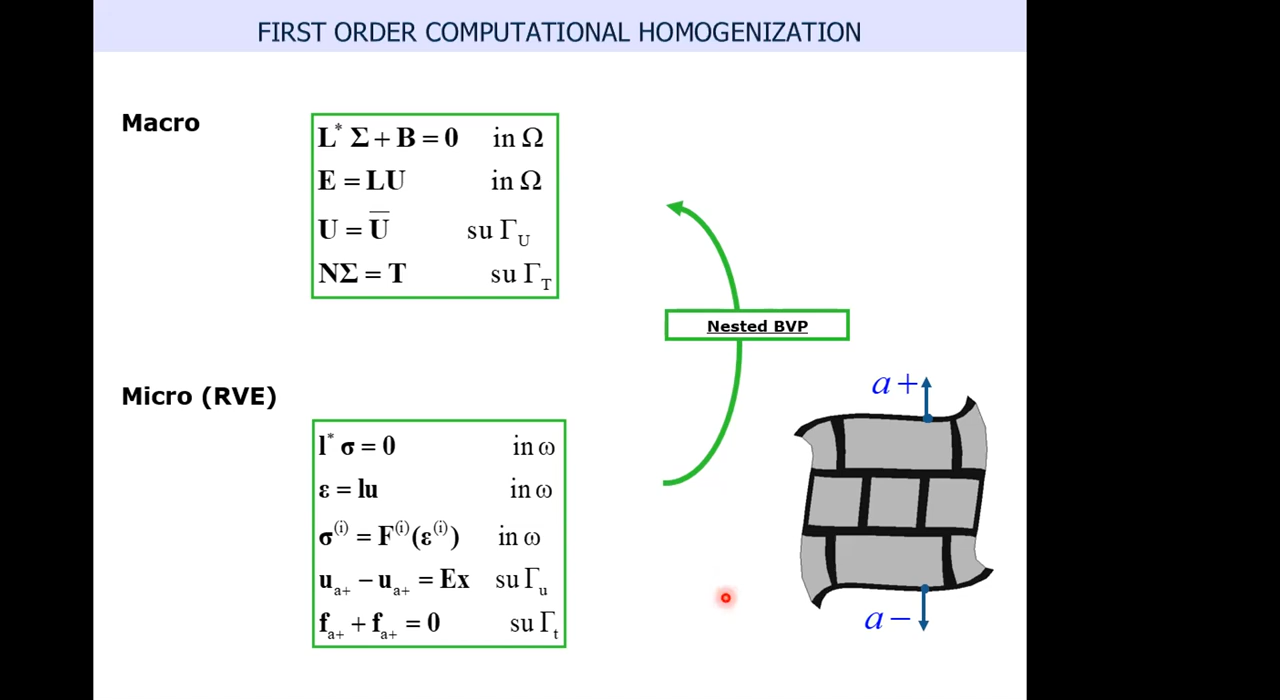 FIRST ORDER COMPUTATIONAL HOMOGENIZATION
Macro
L* Σ + B = 0 in Ω
E = LU in Ω
U = U̅ su Γ_U
NΣ = T su Γ_T
Nested BVP
Micro (RVE)
l* σ = 0 in ω
ε = lu in ω
σ^(i) = F^(i)(ε^(i)) in ω
u_a+ − u_a+ = Ex su Γ_u
f_a+ + f_a+ = 0 su Γ_t
a+
a−